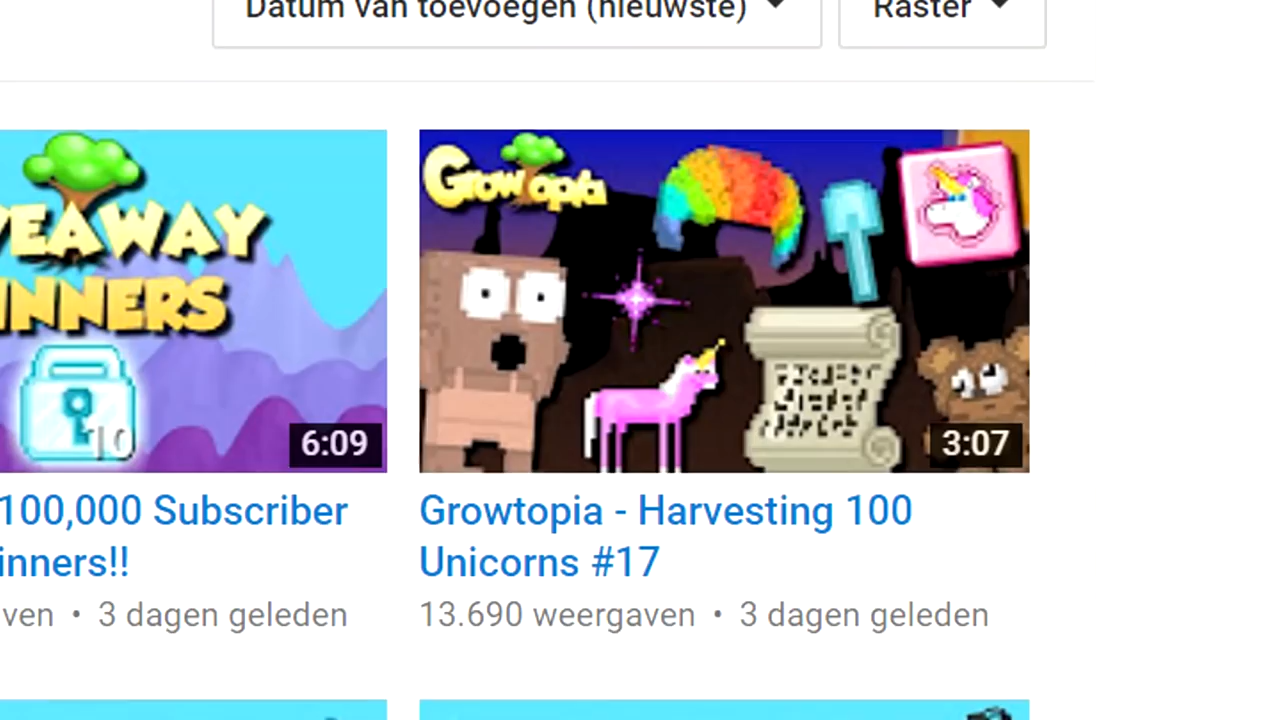 Datum van toevoegen (nieuwste)
Raster
VEAWAY
INNERS
10
6:09
GrowTopia
3:07
100,000 Subscriber
inners!!
ven • 3 dagen geleden
Growtopia - Harvesting 100
Unicorns #17
13.690 weergaven • 3 dagen geleden